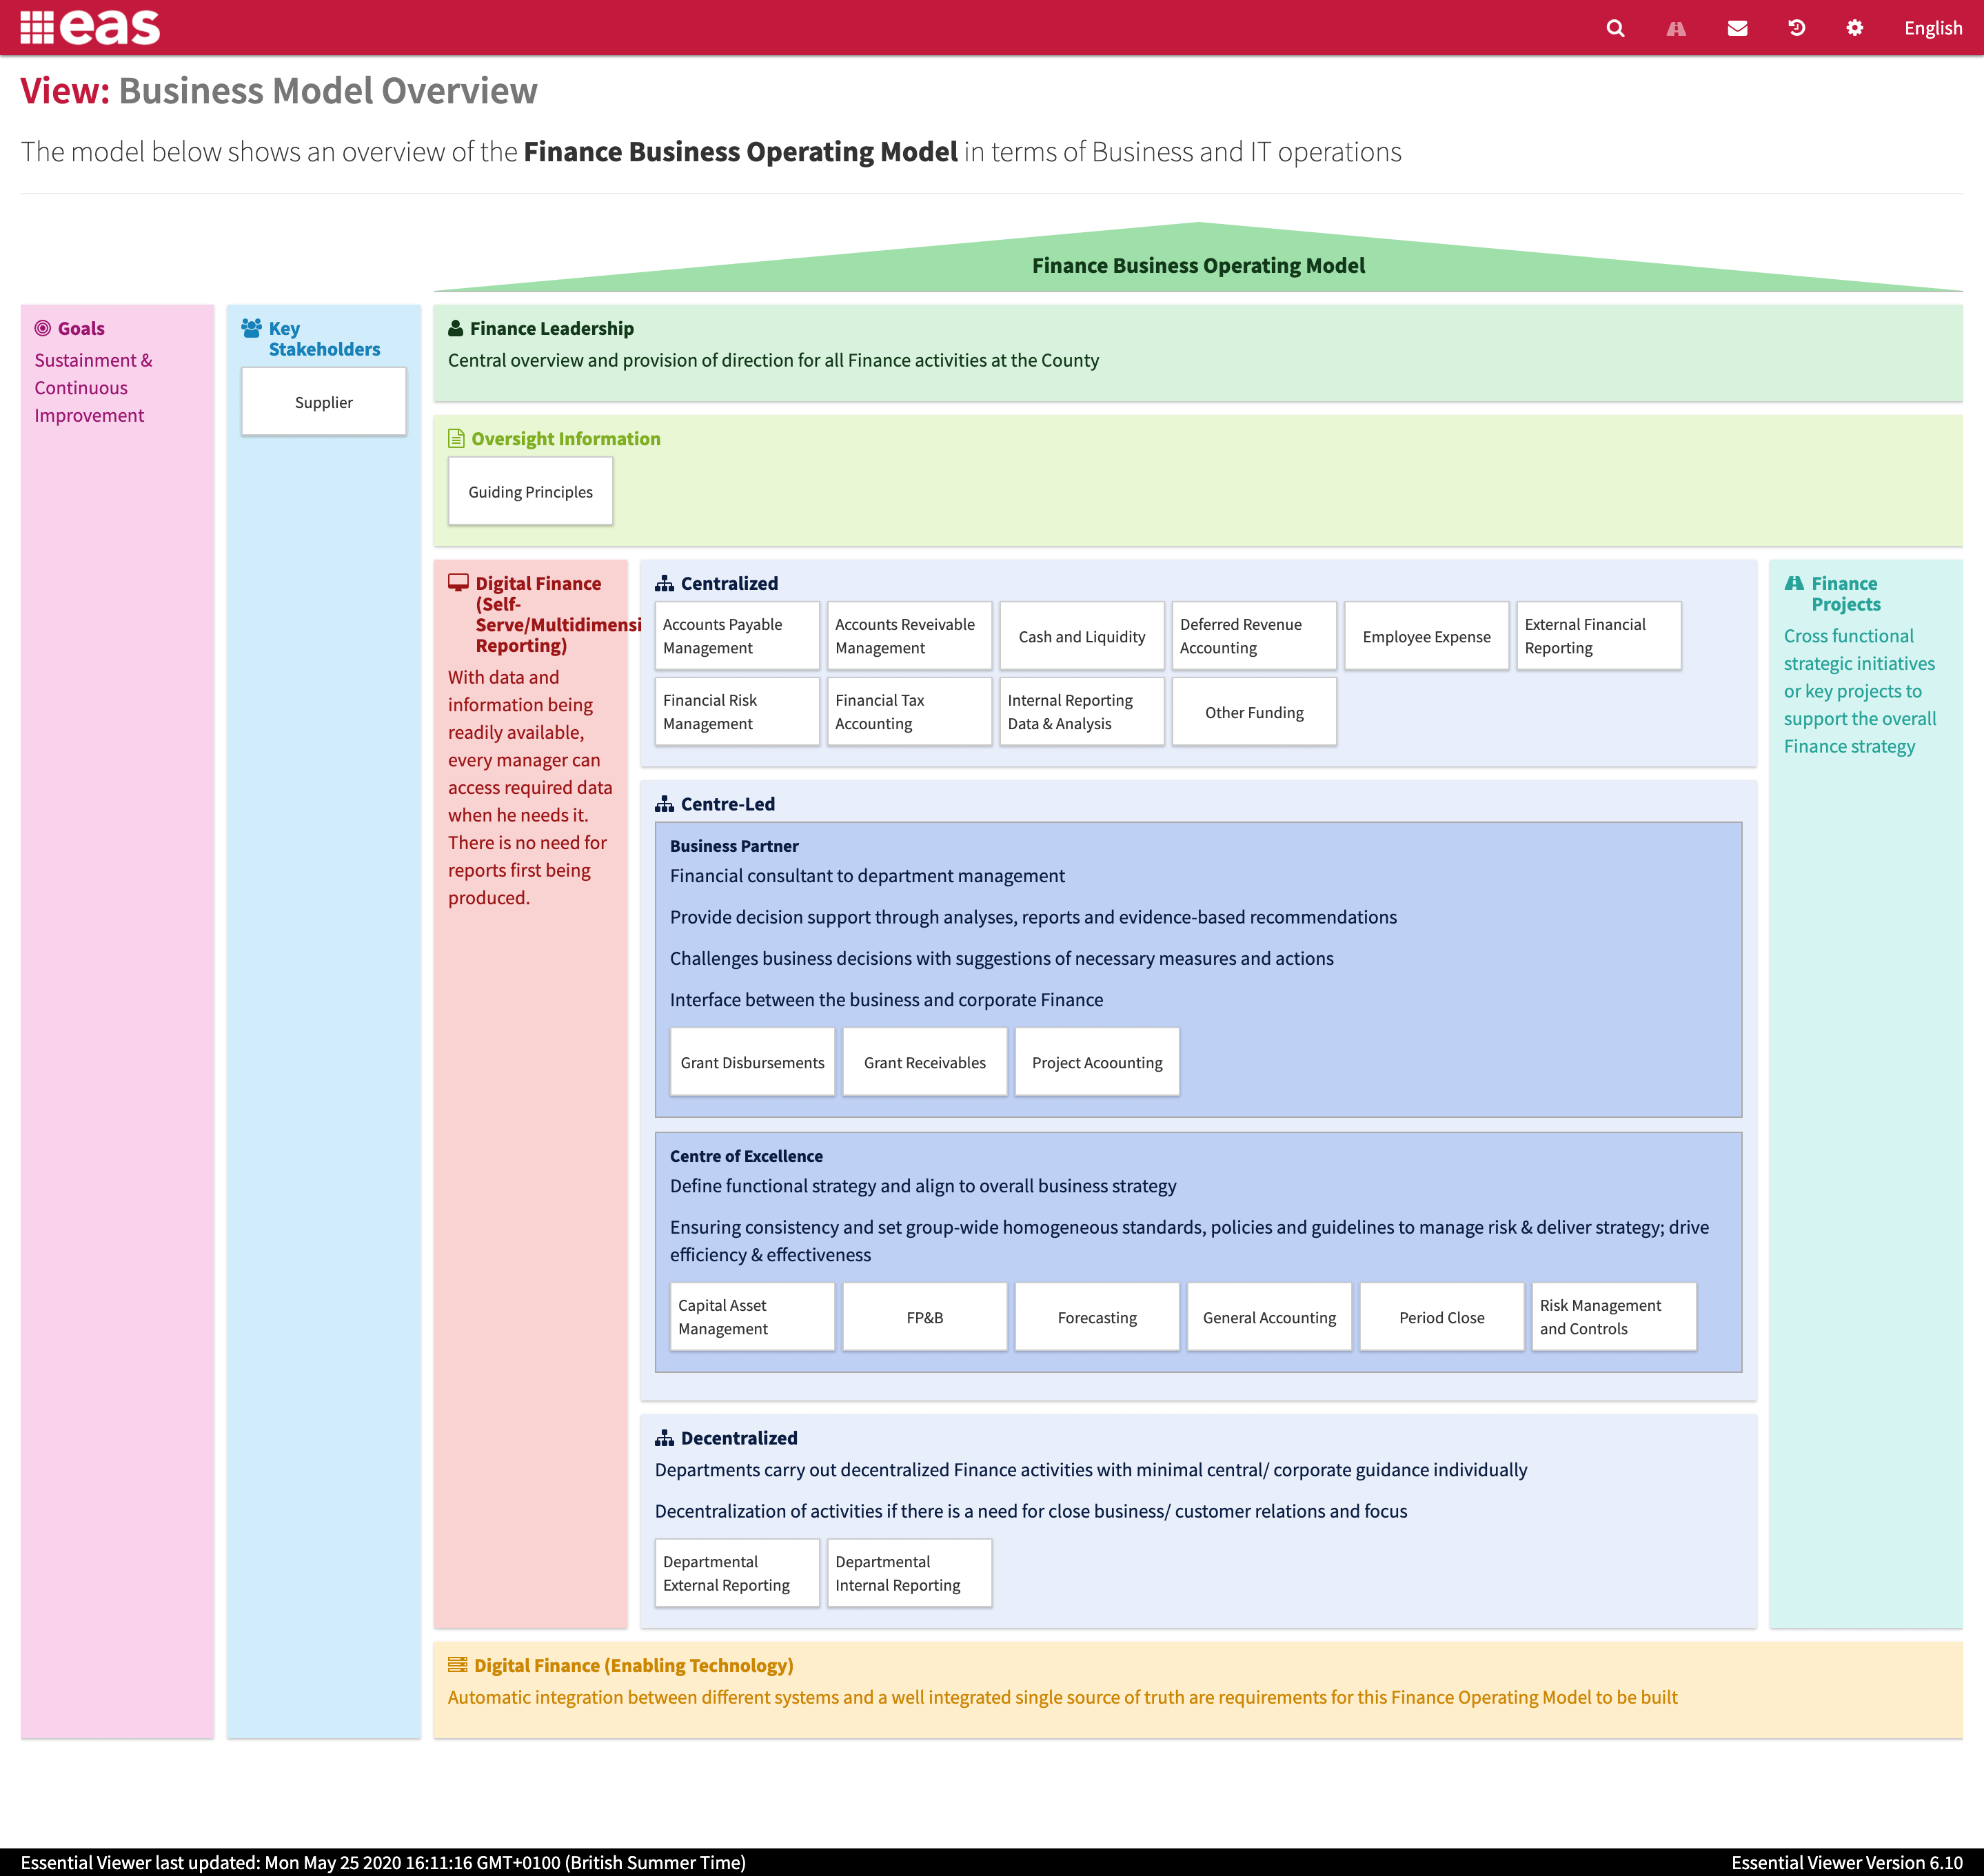 eas
English
View: Business Model Overview
The model below shows an overview of the Finance Business Operating Model in terms of Business and IT operations
Finance Business Operating Model
Goals
Sustainment &
Continuous
Improvement
Key
Stakeholders
Supplier
Finance Leadership
Central overview and provision of direction for all Finance activities at the County
Oversight Information
Guiding Principles
Digital Finance
(Self-
Serve/Multidimensi
Reporting)
With data and
information being
readily available,
every manager can
access required data
when he needs it.
There is no need for
reports first being
produced.
Centralized
Accounts Payable
Management
Accounts Reveivable
Management
Cash and Liquidity
Deferred Revenue
Accounting
Employee Expense
External Financial
Reporting
Financial Risk
Management
Financial Tax
Accounting
Internal Reporting
Data & Analysis
Other Funding
Centre-Led
Business Partner
Financial consultant to department management
Provide decision support through analyses, reports and evidence-based recommendations
Challenges business decisions with suggestions of necessary measures and actions
Interface between the business and corporate Finance
Grant Disbursements
Grant Receivables
Project Acoounting
Centre of Excellence
Define functional strategy and align to overall business strategy
Ensuring consistency and set group-wide homogeneous standards, policies and guidelines to manage risk & deliver strategy; drive
efficiency & effectiveness
Capital Asset
Management
FP&B
Forecasting
General Accounting
Period Close
Risk Management
and Controls
Decentralized
Departments carry out decentralized Finance activities with minimal central/ corporate guidance individually
Decentralization of activities if there is a need for close business/ customer relations and focus
Departmental
External Reporting
Departmental
Internal Reporting
Finance
Projects
Cross functional
strategic initiatives
or key projects to
support the overall
Finance strategy
Digital Finance (Enabling Technology)
Automatic integration between different systems and a well integrated single source of truth are requirements for this Finance Operating Model to be built
Essential Viewer last updated: Mon May 25 2020 16:11:16 GMT+0100 (British Summer Time)
Essential Viewer Version 6.10